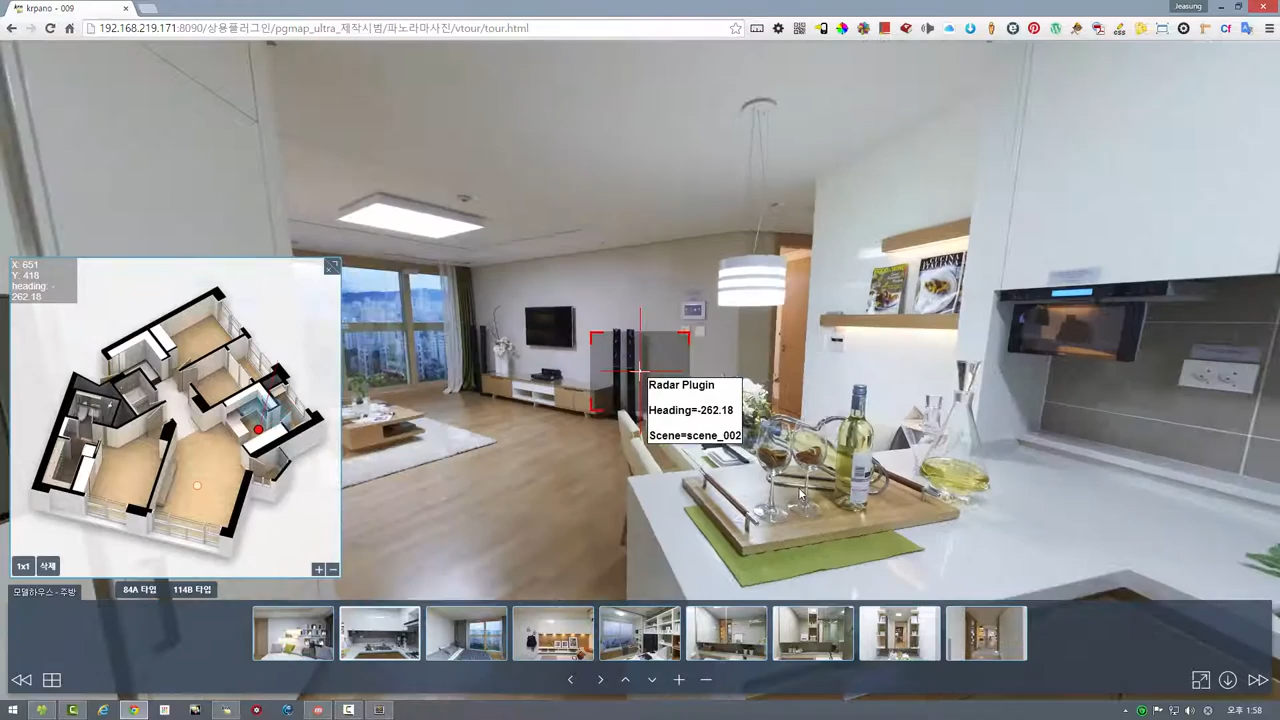 krpano - 009
Jeasung
192.168.219.171:8090/상용플러그인/pgmap_ultra_제작시범/파노라마사진/vtour/tour.html
X: 651
Y: 418
heading: -
262.18
Radar Plugin
Heading=-262.18
Scene=scene_002
1x1 삭제
모델하우스 - 주방
84A 타입
114B 타입
오후 1:58